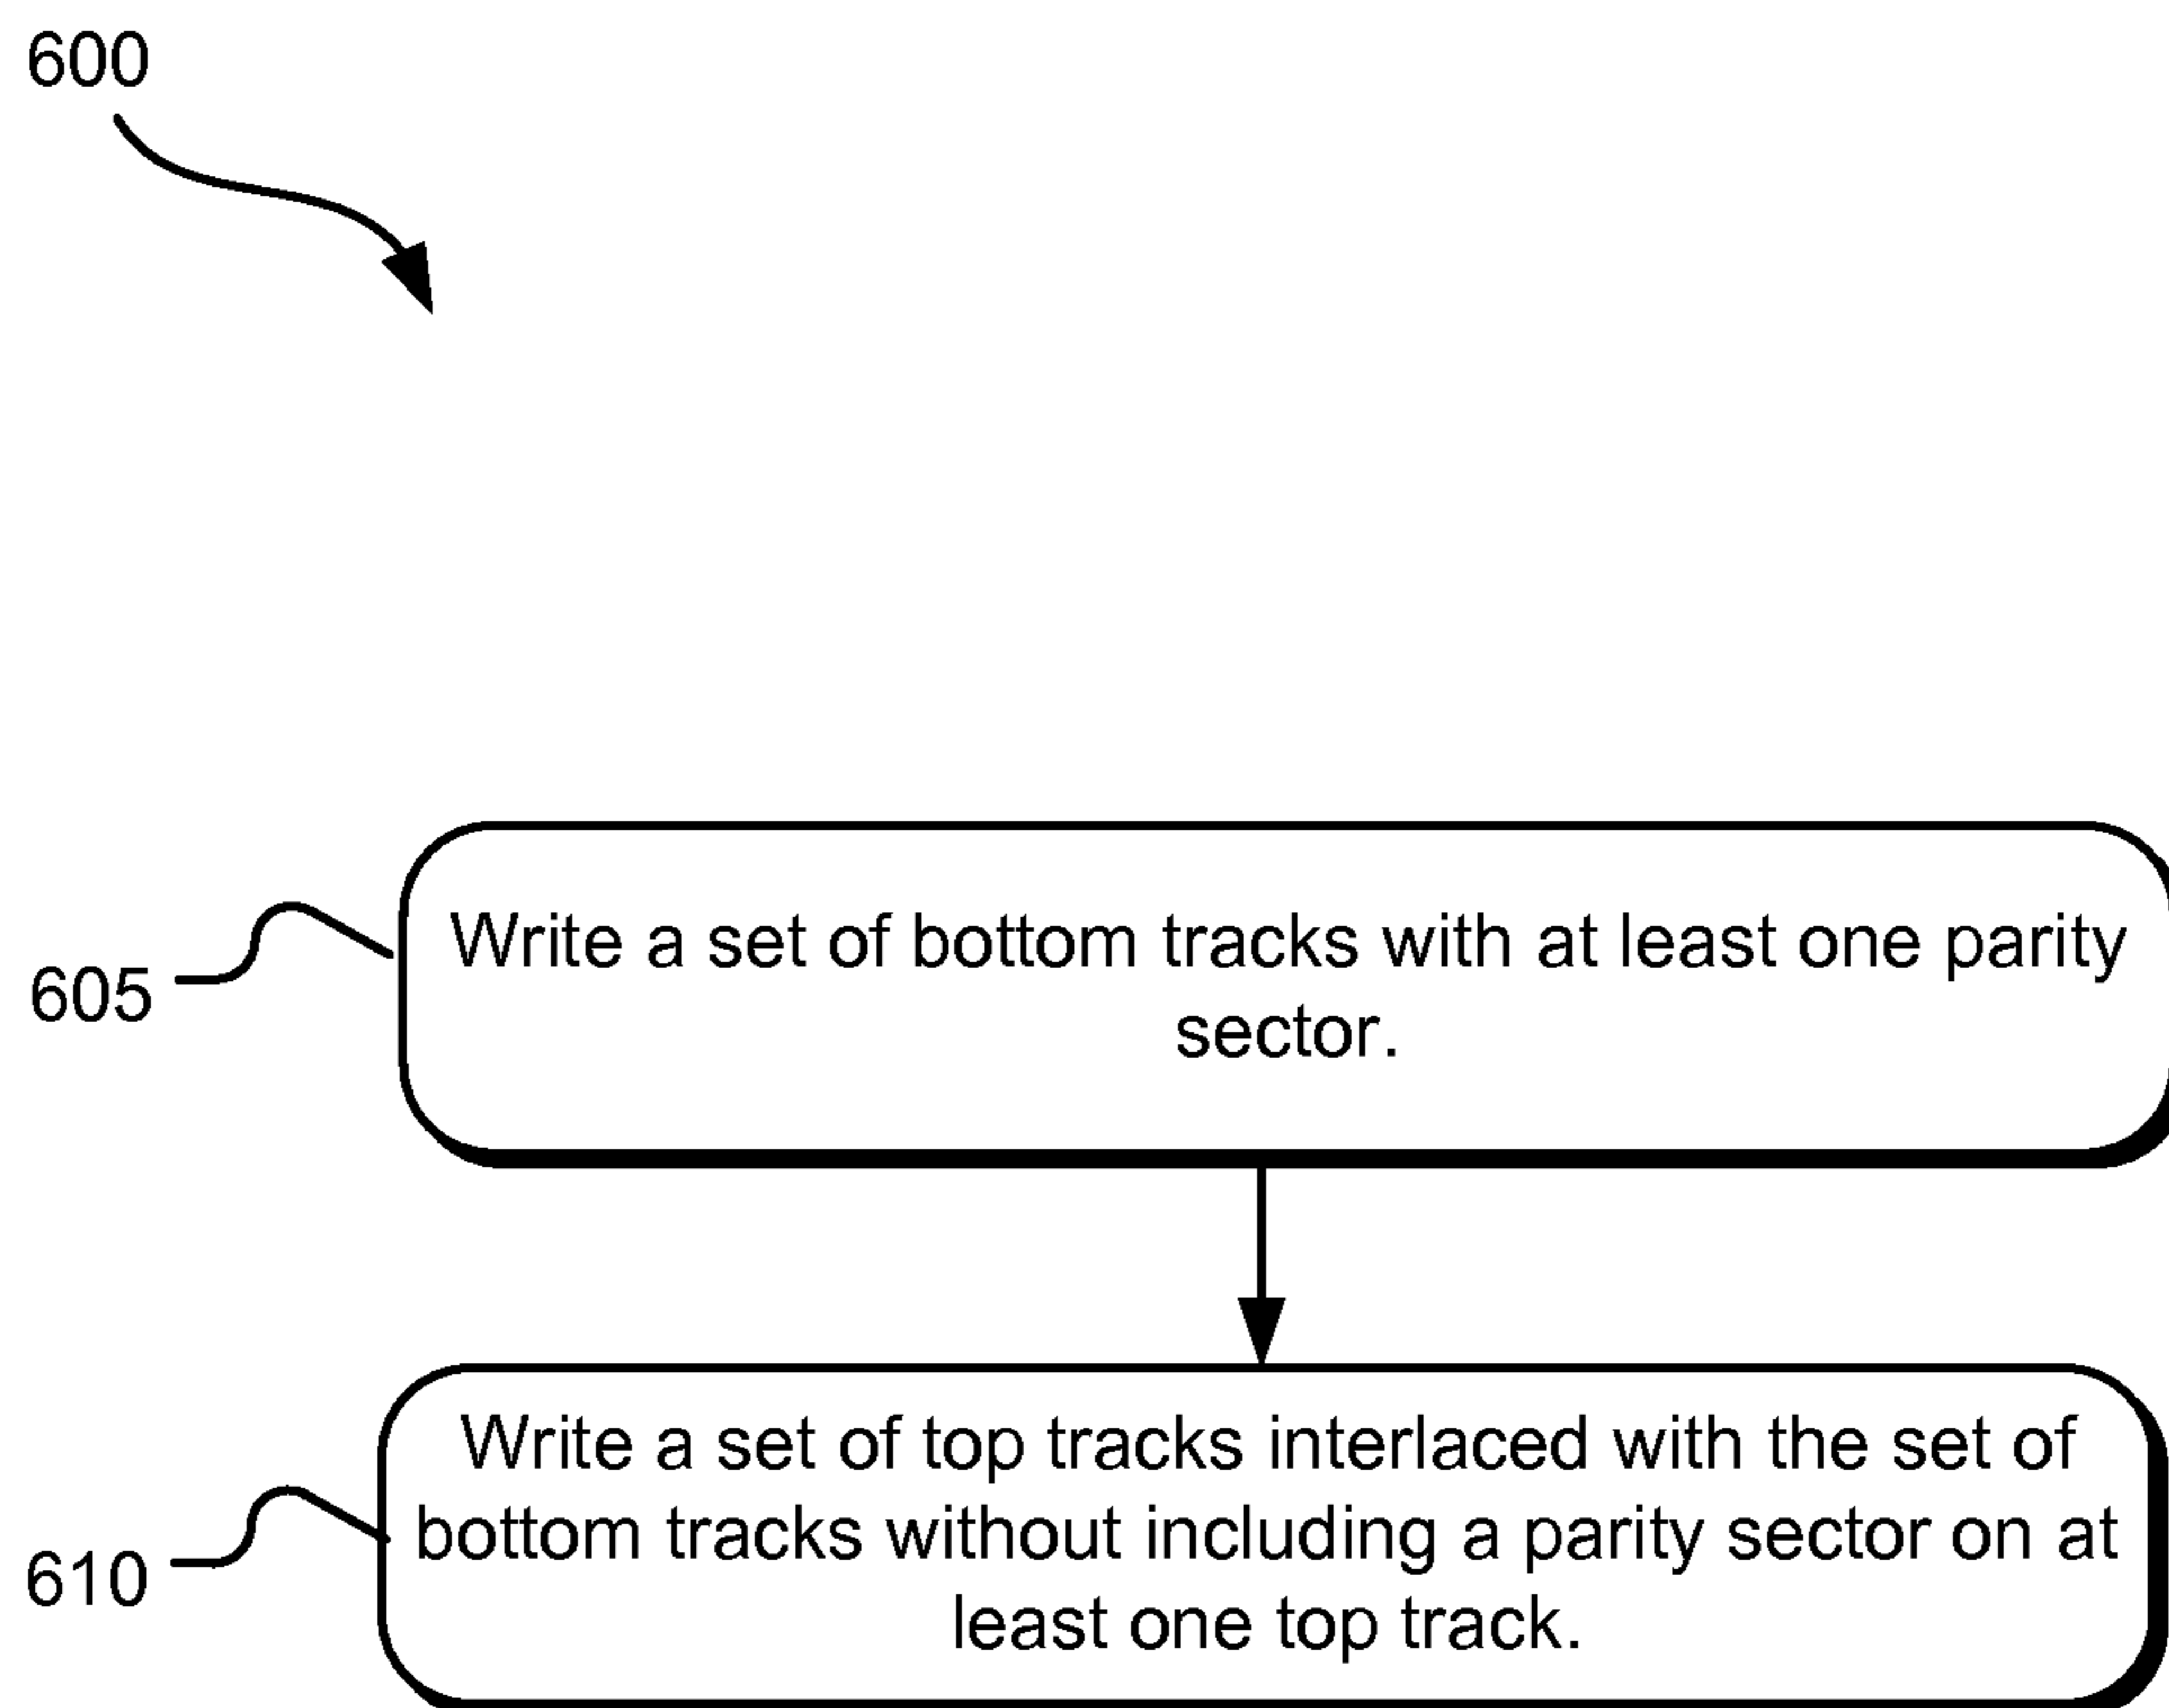 600
605
Write a set of bottom tracks with at least one parity
sector.
610
Write a set of top tracks interlaced with the set of
bottom tracks without including a parity sector on at
least one top track.